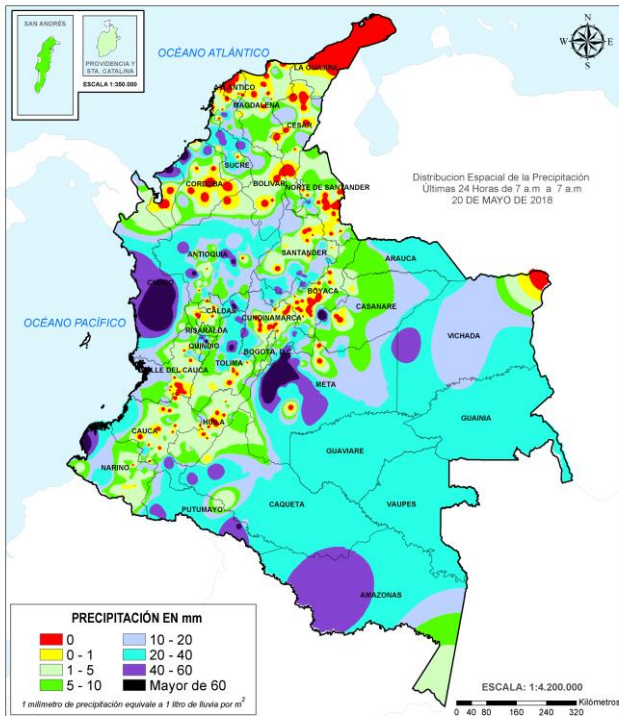 SAN ANDRÉS
PROVIDENCIA Y
STA. CATALINA
ESCALA 1:350.000
OCÉANO ATLÁNTICO
N
W
E
S
LA GUAJIRA
ATLÁNTICO
MAGDALENA
CESAR
SUCRE
CORDOBA
BOLIVAR
NORTE DE SANTANDER
Distribucion Espacial de la Precipitación
Últimas 24 Horas de 7 a.m a 7 a.m
20 DE MAYO DE 2018
ANTIOQUIA
SANTANDER
ARAUCA
CHOCO
BOYACA
CASANARE
CALDAS
CUNDINAMARCA
OCÉANO PACÍFICO
RISARALDA
VICHADA
QUINDIO
BOGOTA, D.C.
TOLIMA
VALLE DEL CAUCA
META
GUAINIA
HUILA
CAUCA
GUAVIARE
NARIÑO
CAQUETA
VAUPES
PUTUMAYO
AMAZONAS
PRECIPITACIÓN EN mm
0
10 - 20
0 - 1
20 - 40
1 - 5
40 - 60
5 - 10
Mayor de 60
1 milímetro de precipitación equivale a 1 litro de lluvia por m²
ESCALA: 1:4.200.000
Kilómetros
0 40 80 160 240 320